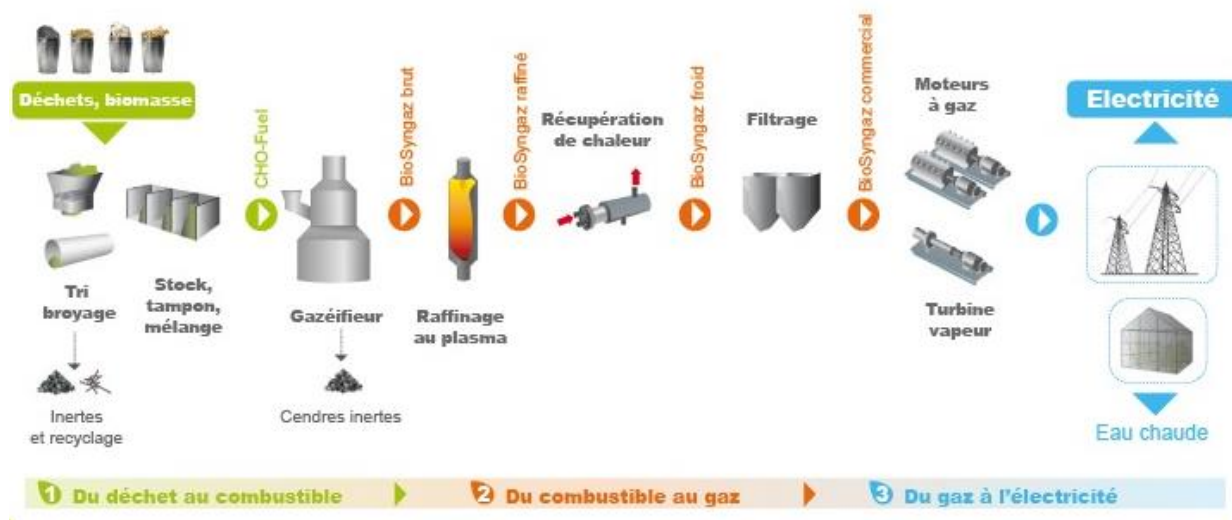 Déchets, biomasse
Tri
broyage
Inertes
et recyclage
Stock,
tampon,
mélange
CHO-Fuel
Gazéifieur
Cendres inertes
BioSyngaz brut
Raffinage
au plasma
BioSyngaz raffiné
Récupération
de chaleur
BioSyngaz froid
Filtrage
BioSyngaz commercial
Moteurs
à gaz
Turbine
vapeur
Electricité
Eau chaude
1 Du déchet au combustible
2 Du combustible au gaz
3 Du gaz à l'électricité